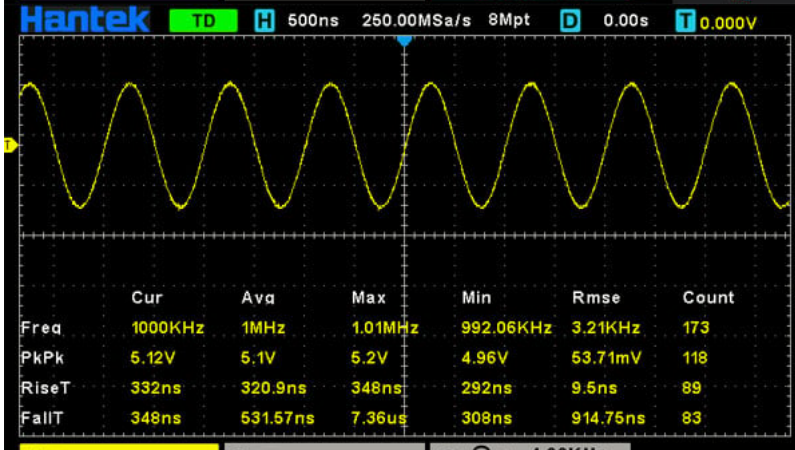 Hantek TD H 500ns 250.00MSa/s 8Mpt D 0.00s T 0.000V
T
Cur Avg Max Min Rmse Count
Freq 1000KHz 1MHz 1.01MHz 992.06KHz 3.21KHz 173
PkPk 5.12V 5.1V 5.2V 4.96V 53.71mV 118
RiseT 332ns 320.9ns 348ns 292ns 9.5ns 89
FallT 348ns 531.57ns 7.36us 308ns 914.75ns 83